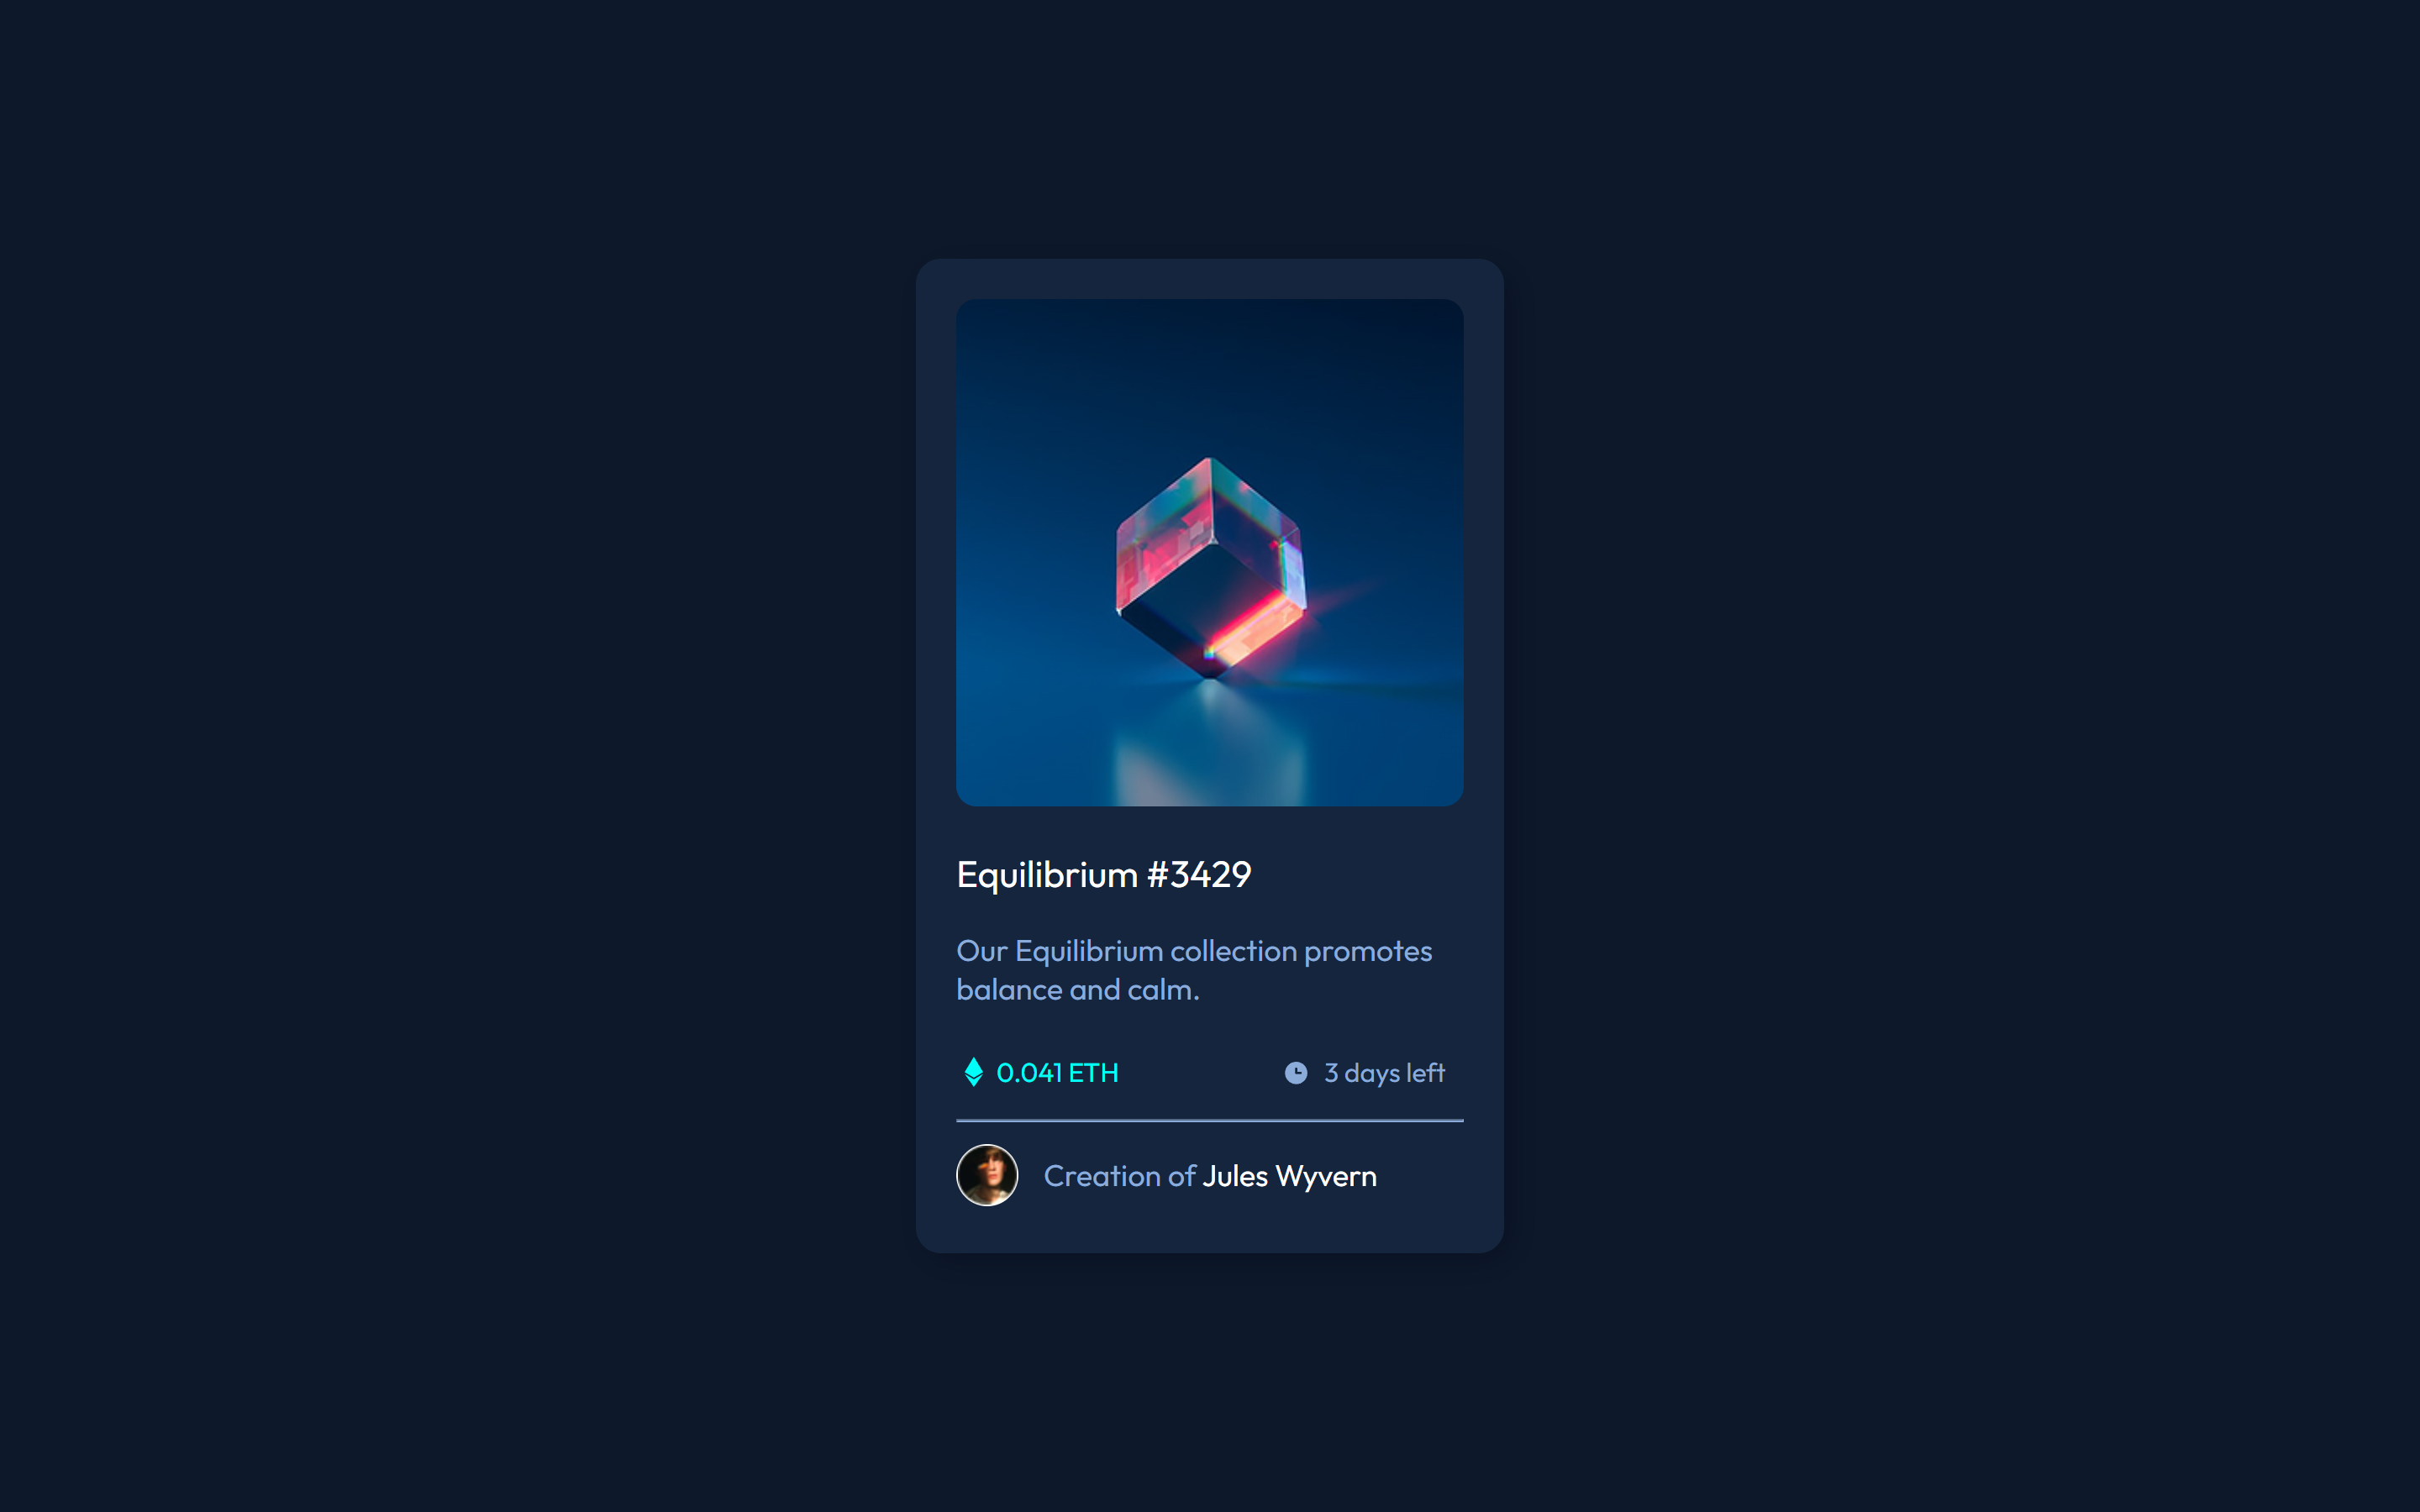 Equilibrium #3429
Our Equilibrium collection promotes
balance and calm.
0.041 ETH 3 days left
Creation of Jules Wyvern